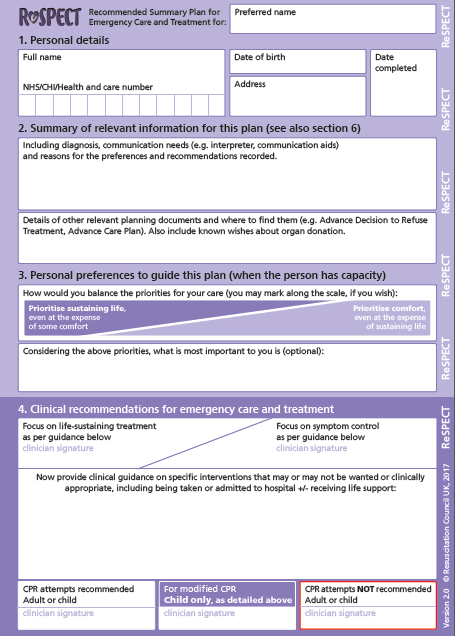 ReSPECT
Recommended Summary Plan for
Emergency Care and Treatment for:
Preferred name
1. Personal details
Full name
Date of birth
Date
completed
NHS/CHI/Health and care number
Address
2. Summary of relevant information for this plan (see also section 6)
Including diagnosis, communication needs (e.g. interpreter, communication aids)
and reasons for the preferences and recommendations recorded.
Details of other relevant planning documents and where to find them (e.g. Advance Decision to Refuse
Treatment, Advance Care Plan). Also include known wishes about organ donation.
3. Personal preferences to guide this plan (when the person has capacity)
How would you balance the priorities for your care (you may mark along the scale, if you wish):
Prioritise sustaining life,
even at the expense
of some comfort
Prioritise comfort,
even at the expense
of sustaining life
Considering the above priorities, what is most important to you is (optional):
4. Clinical recommendations for emergency care and treatment
Focus on life-sustaining treatment
as per guidance below
clinician signature
Focus on symptom control
as per guidance below
clinician signature
Now provide clinical guidance on specific interventions that may or may not be wanted or clinically
appropriate, including being taken or admitted to hospital +/- receiving life support:
CPR attempts recommended
Adult or child
clinician signature
For modified CPR
Child only, as detailed above
clinician signature
CPR attempts NOT recommended
Adult or child
clinician signature
ReSPECT
ReSPECT
ReSPECT
ReSPECT
ReSPECT
ReSPECT
Version 2.0 © Resuscitation Council UK, 2017